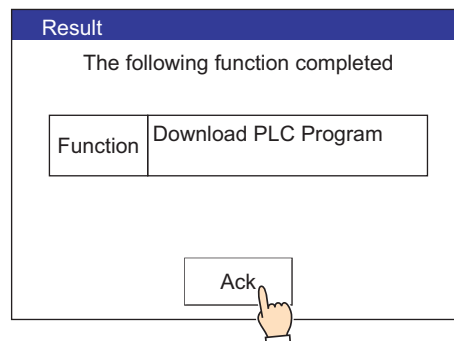 Result
The following function completed
Function
Download PLC Program
Ack